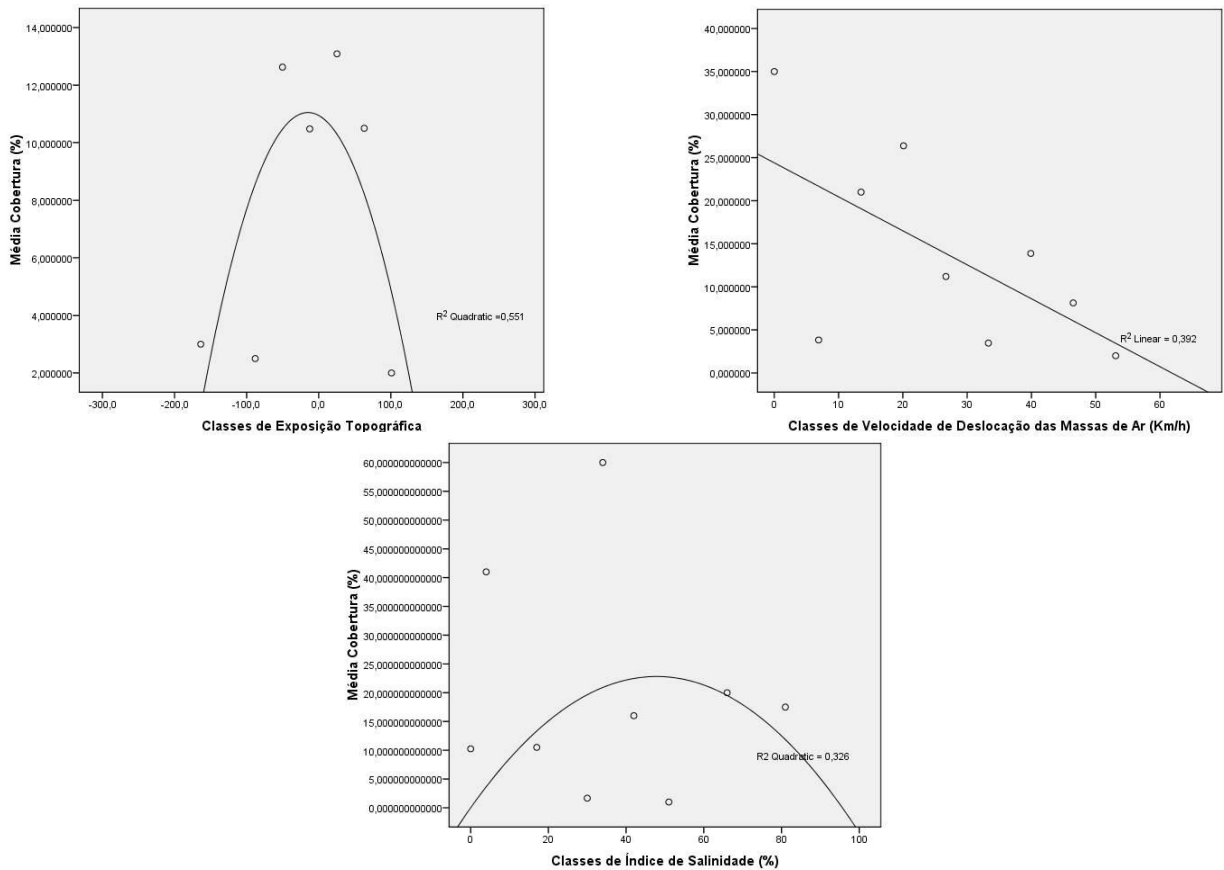 14,000000
12,000000
10,000000
8,000000
6,000000
4,000000
2,000000
Média Cobertura (%)
R² Quadratic =0,551
-300,0 -200,0 -100,0 0,0 100,0 200,0 300,0
Classes de Exposição Topográfica
40,000000
35,000000
30,000000
25,000000
20,000000
15,000000
10,000000
5,000000
0,000000
Média Cobertura (%)
R² Linear = 0,392
0 10 20 30 40 50 60
Classes de Velocidade de Deslocação das Massas de Ar (Km/h)
60,000000000000
55,000000000000
50,000000000000
45,000000000000
40,000000000000
35,000000000000
30,000000000000
25,000000000000
20,000000000000
15,000000000000
10,000000000000
5,000000000000
0,000000000000
Média Cobertura (%)
R2 Quadratic = 0,326
0 20 40 60 80 100
Classes de Índice de Salinidade (%)